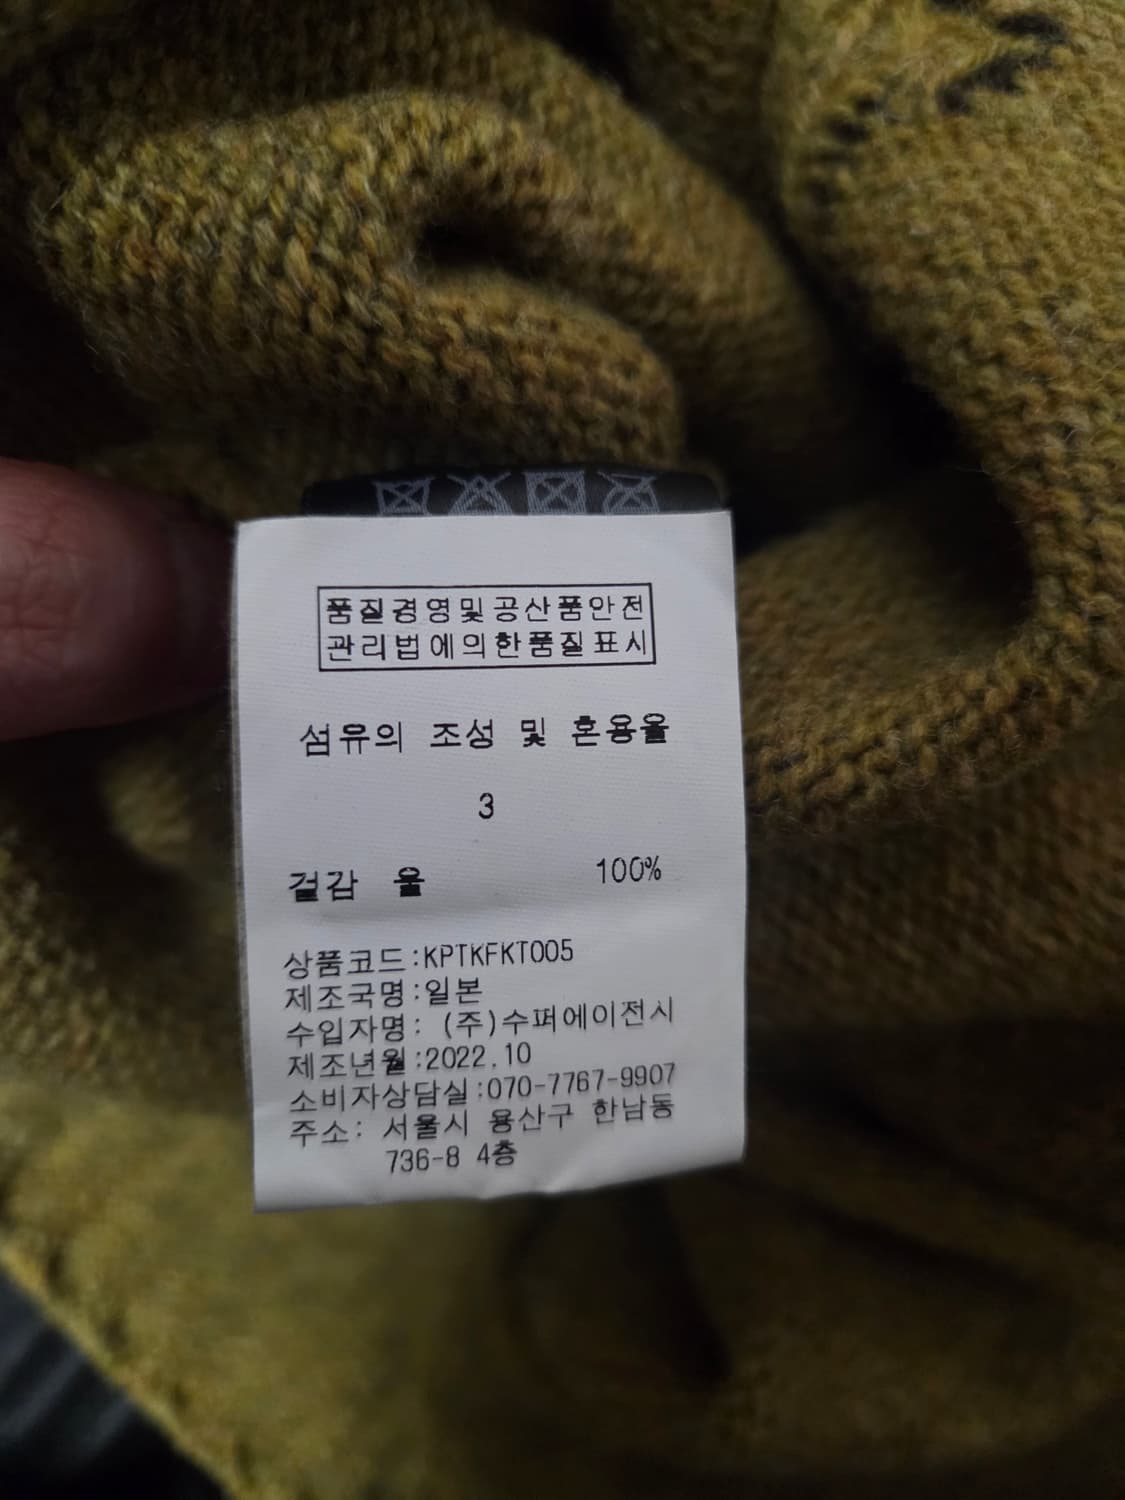 품질경영및공산품안전
관리법에의한품질표시
섬유의 조성 및 혼용율
3
겉감 울 100%
상품코드:KPTKFKT005
제조국명:일본
수입자명: (주)수퍼에이전시
제조년월:2022.10
소비자상담실:070-7767-9907
주소: 서울시 용산구 한남동
736-8 4층